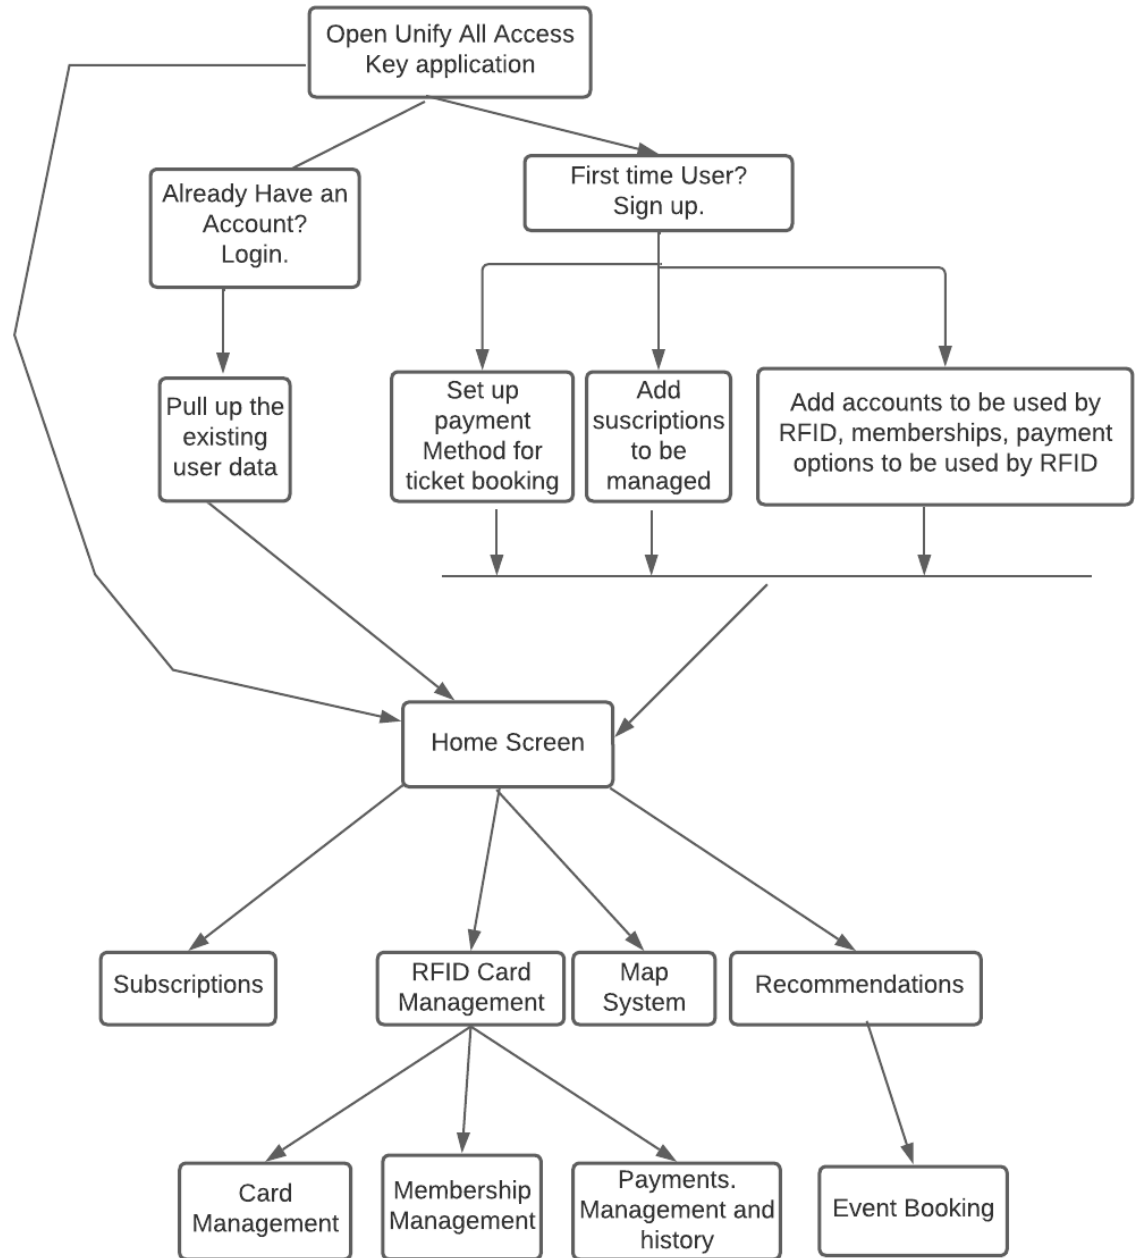 Open Unify All Access
Key application
Already Have an
Account?
Login.
First time User?
Sign up.
Pull up the
existing
user data
Set up
payment
Method for
ticket booking
Add
suscriptions
to be
managed
Add accounts to be used by
RFID, memberships, payment
options to be used by RFID
Home Screen
Subscriptions
RFID Card
Management
Map
System
Recommendations
Card
Management
Membership
Management
Payments.
Management and
history
Event Booking